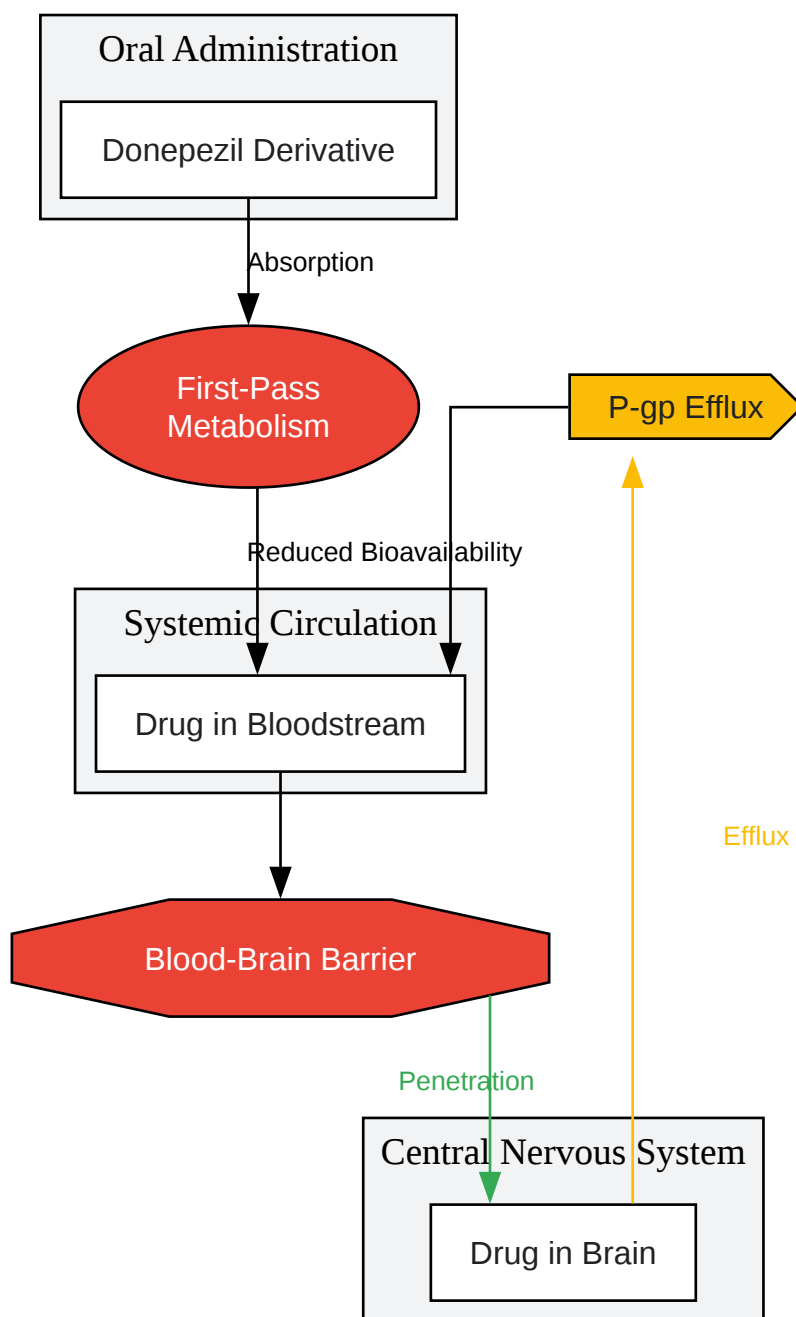 Oral Administration
Donepezil Derivative
Absorption
First-Pass
Metabolism
P-gp Efflux
Reduced Bioavailability
Systemic Circulation
Drug in Bloodstream
Efflux
Blood-Brain Barrier
Penetration
Central Nervous System
Drug in Brain